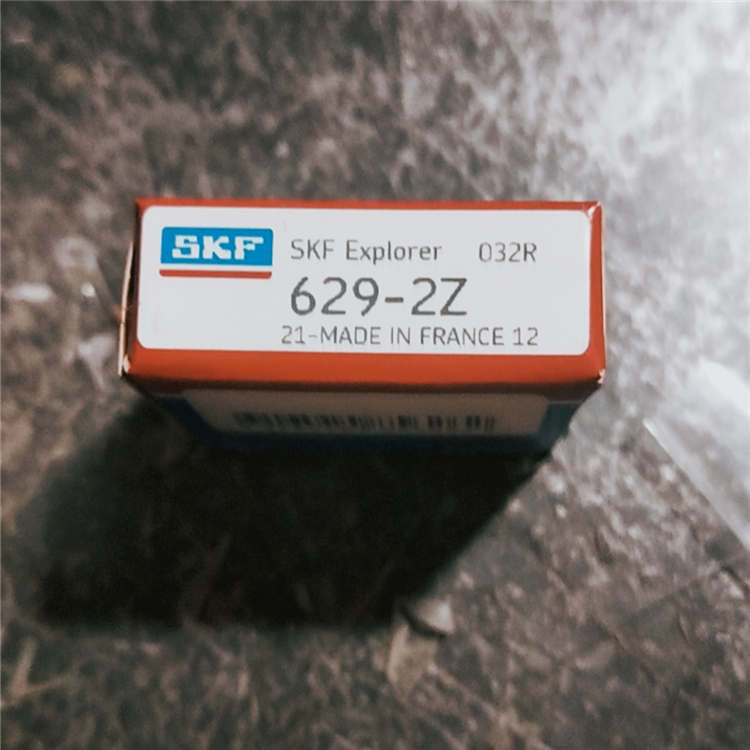 SKF SKF Explorer 032R
629-2Z
21-MADE IN FRANCE 12